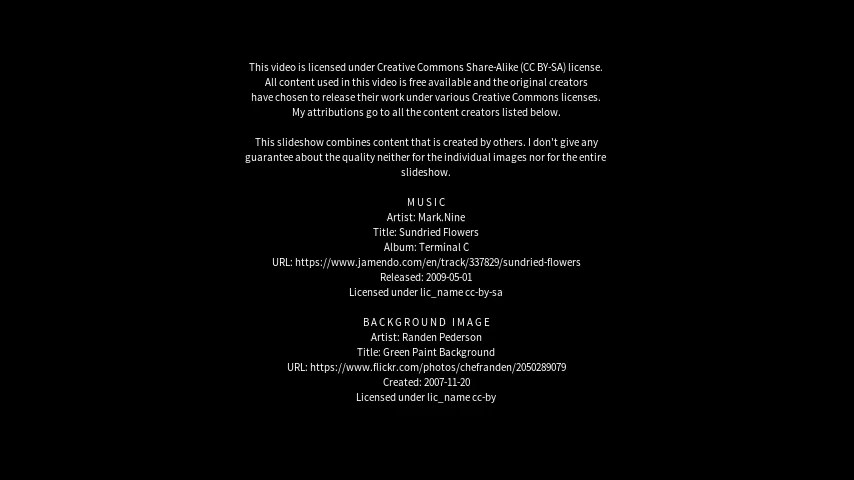 This video is licensed under Creative Commons Share-Alike (CC BY-SA) license.
All content used in this video is free available and the original creators
have chosen to release their work under various Creative Commons licenses.
My attributions go to all the content creators listed below.
This slideshow combines content that is created by others. I don't give any
guarantee about the quality neither for the individual images nor for the entire
slideshow.
MUSIC
Artist: Mark.Nine
Title: Sundried Flowers
Album: Terminal C
URL: https://www.jamendo.com/en/track/337829/sundried-flowers
Released: 2009-05-01
Licensed under lic_name cc-by-sa
BACKGROUND IMAGE
Artist: Randen Pederson
Title: Green Paint Background
URL: https://www.flickr.com/photos/chefranden/2050289079
Created: 2007-11-20
Licensed under lic_name cc-by